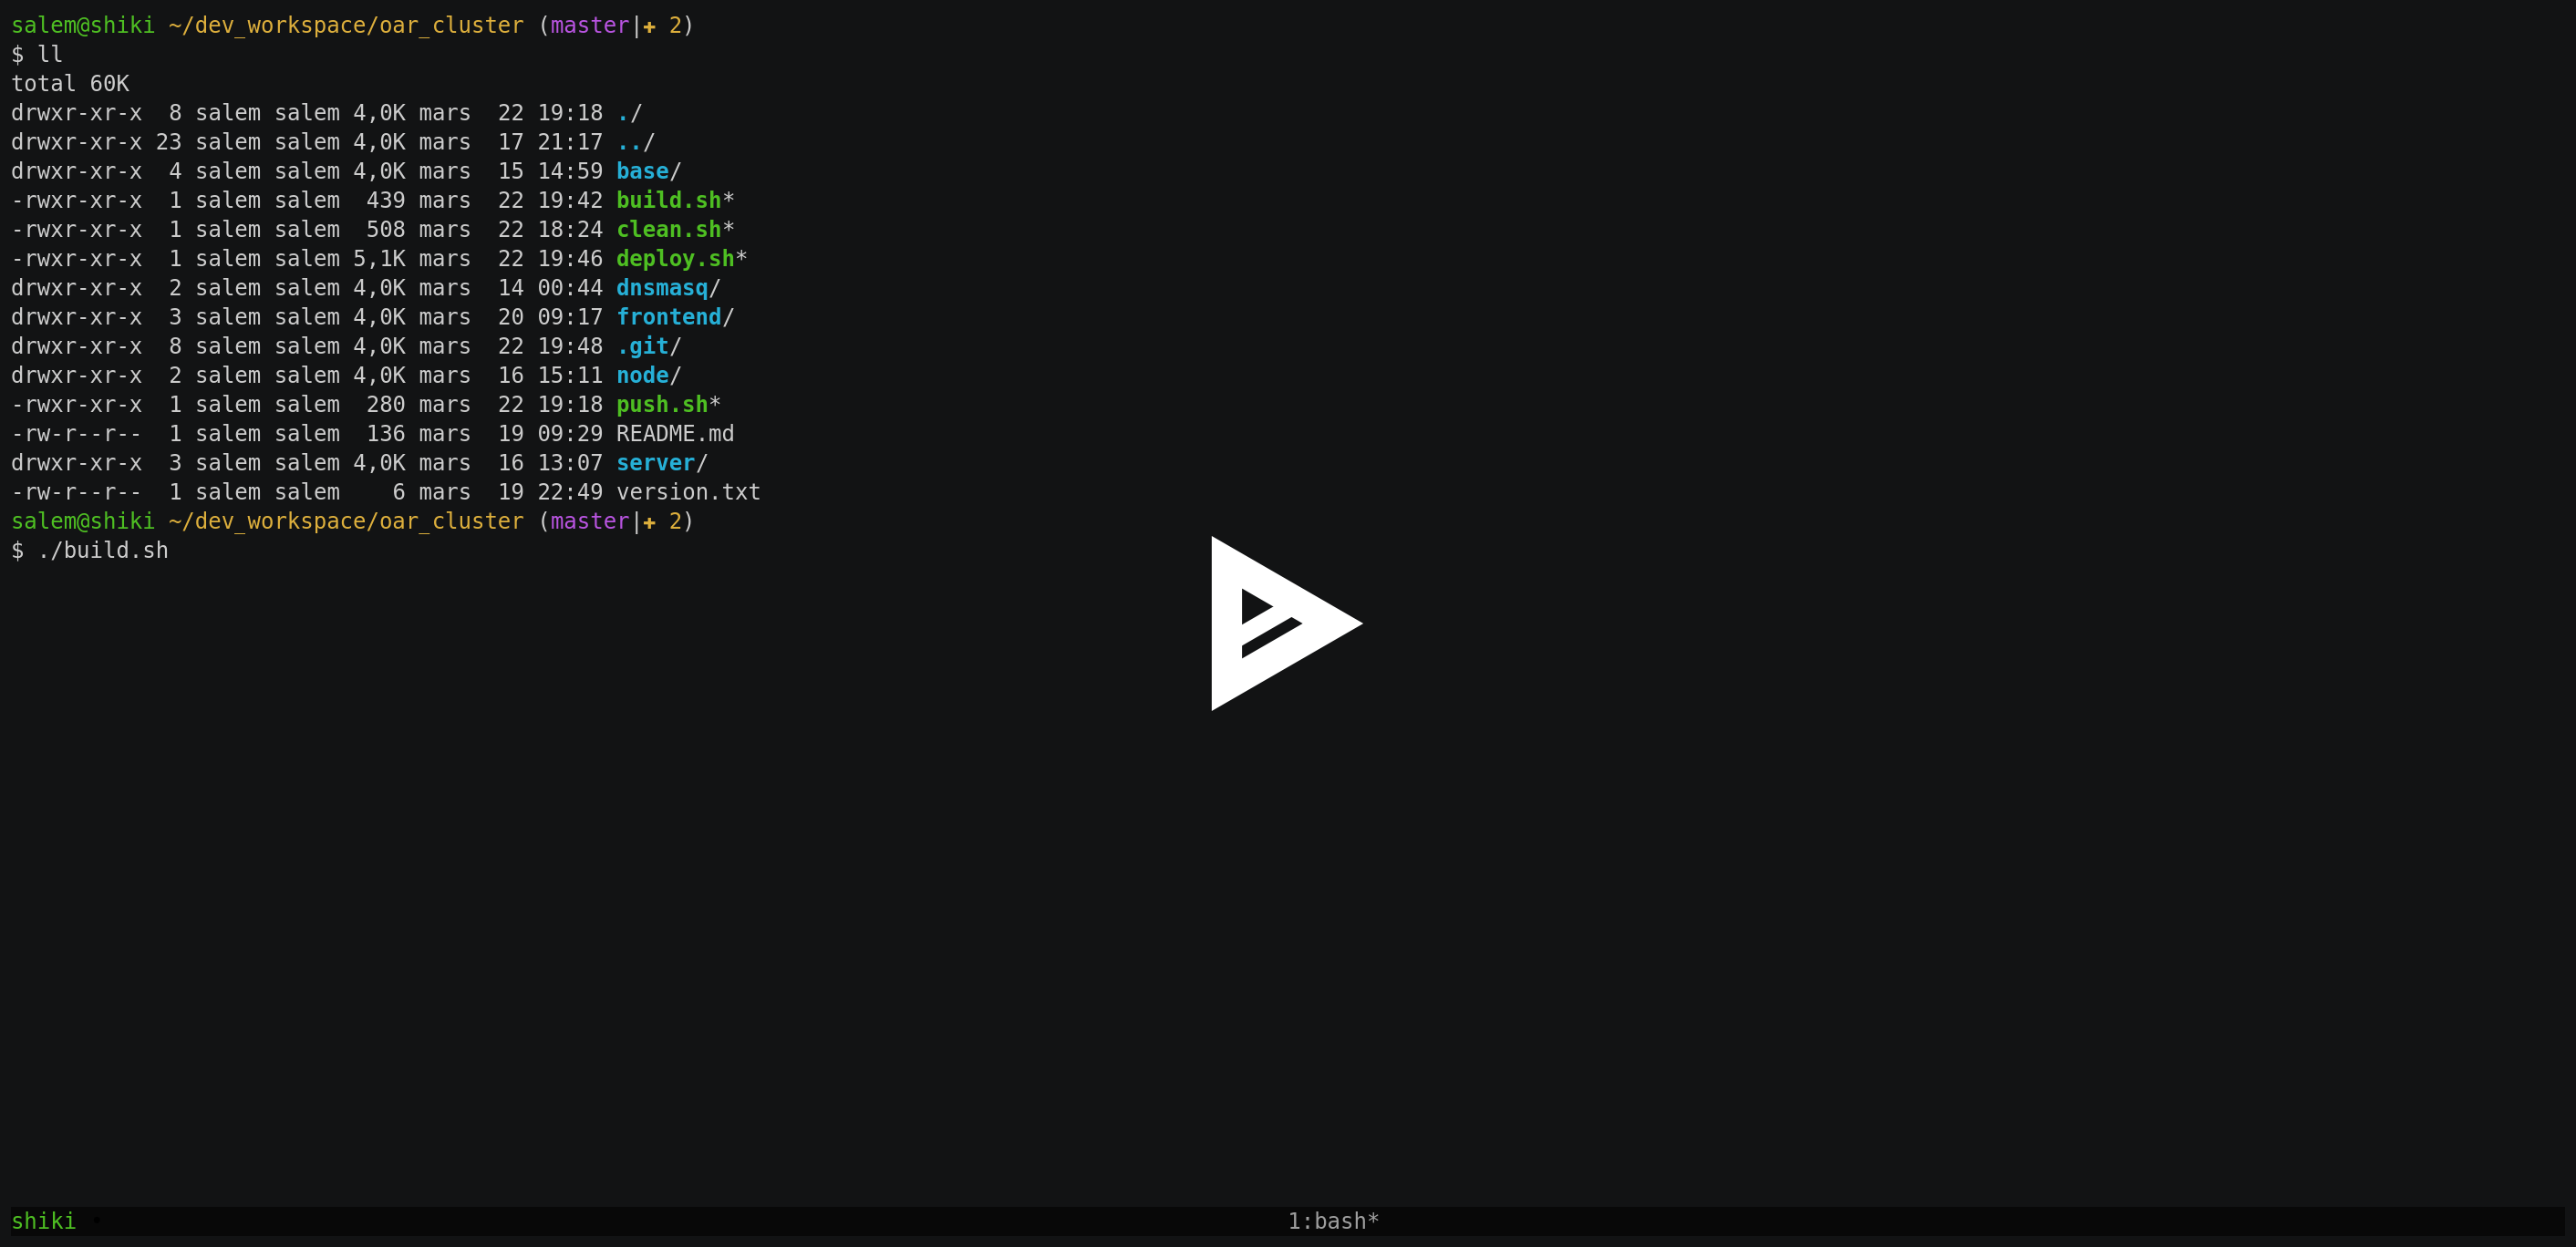 salem@shiki ~/dev_workspace/oar_cluster (master|✚ 2)
$ ll
total 60K
drwxr-xr-x  8 salem salem 4,0K mars  22 19:18 ./
drwxr-xr-x 23 salem salem 4,0K mars  17 21:17 ../
drwxr-xr-x  4 salem salem 4,0K mars  15 14:59 base/
-rwxr-xr-x  1 salem salem  439 mars  22 19:42 build.sh*
-rwxr-xr-x  1 salem salem  508 mars  22 18:24 clean.sh*
-rwxr-xr-x  1 salem salem 5,1K mars  22 19:46 deploy.sh*
drwxr-xr-x  2 salem salem 4,0K mars  14 00:44 dnsmasq/
drwxr-xr-x  3 salem salem 4,0K mars  20 09:17 frontend/
drwxr-xr-x  8 salem salem 4,0K mars  22 19:48 .git/
drwxr-xr-x  2 salem salem 4,0K mars  16 15:11 node/
-rwxr-xr-x  1 salem salem  280 mars  22 19:18 push.sh*
-rw-r--r--  1 salem salem  136 mars  19 09:29 README.md
drwxr-xr-x  3 salem salem 4,0K mars  16 13:07 server/
-rw-r--r--  1 salem salem    6 mars  19 22:49 version.txt
salem@shiki ~/dev_workspace/oar_cluster (master|✚ 2)
$ ./build.sh
shiki 1:bash*